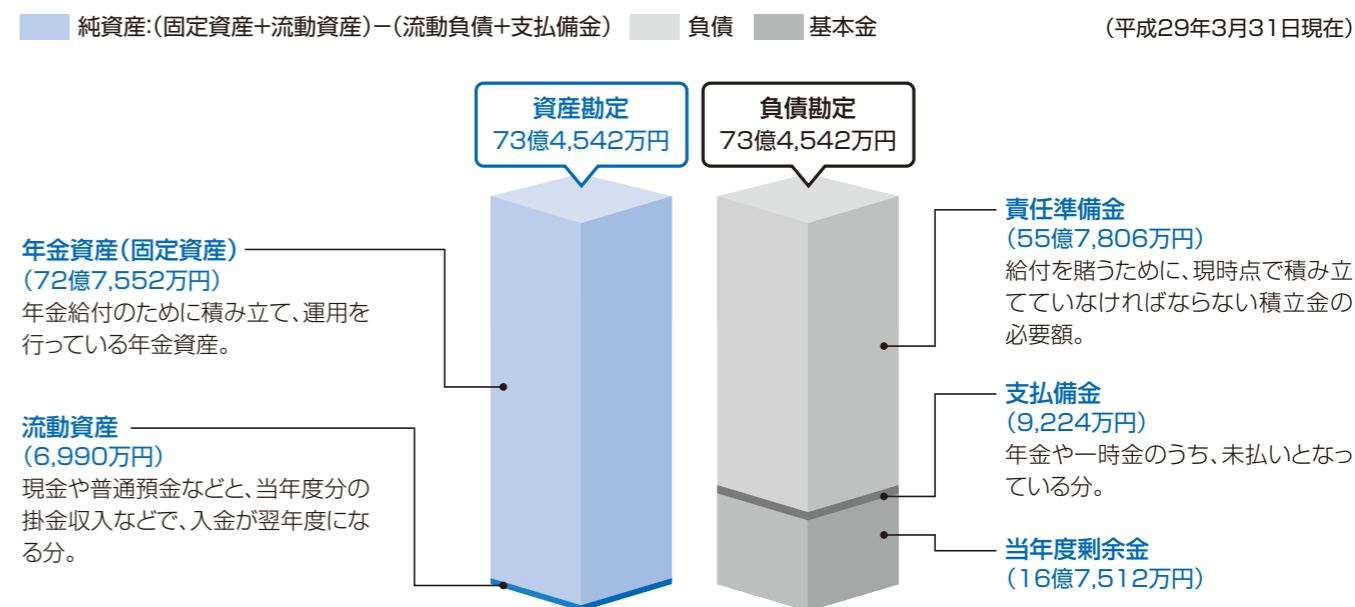 純資産:(固定資産+流動資産)−(流動負債+支払備金) 負債 基本金 (平成29年3月31日現在)
資産勘定
73億4,542万円
負債勘定
73億4,542万円
年金資産(固定資産)
(72億7,552万円)
年金給付のために積み立て、運用を
行っている年金資産。
流動資産
(6,990万円)
現金や普通預金などと、当年度分の
掛金収入などで、入金が翌年度にな
る分。
責任準備金
(55億7,806万円)
給付を賄うために、現時点で積み立
てていなければならない積立金の
必要額。
支払備金
(9,224万円)
年金や一時金のうち、未払いとなっ
ている分。
当年度剰余金
(16億7,512万円)